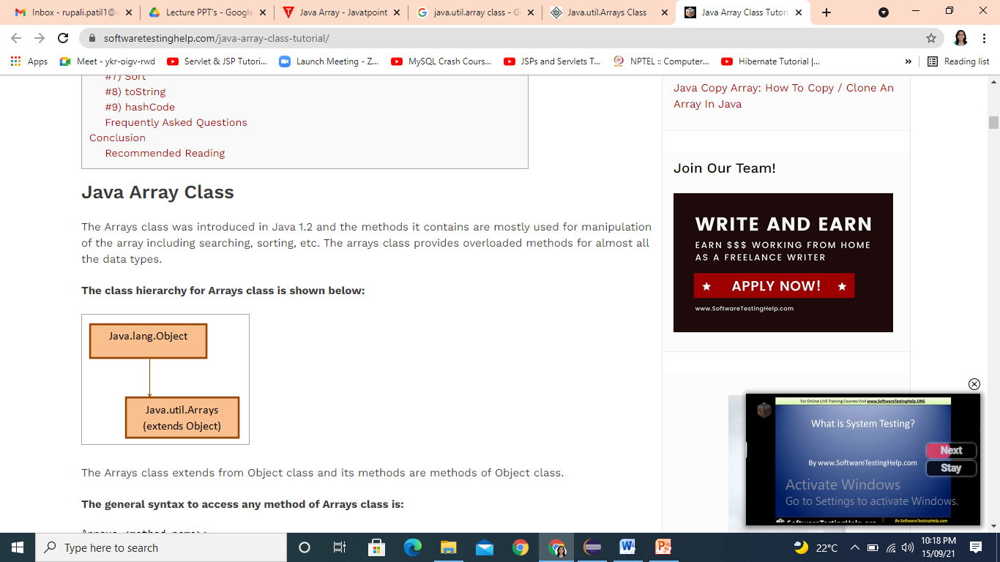 Inbox - rupali.patil1@v
Lecture PPT's - Google
Java Array - Javatpoint
java.util.array class - G
Java.util.Arrays Class
Java Array Class Tutori
softwaretestinghelp.com/java-array-class-tutorial/
Apps
Meet - ykr-oigv-rwd
Servlet & JSP Tutori...
Launch Meeting - Z...
MySQL Crash Cours...
JSPs and Servlets T...
NPTEL :: Computer...
Hibernate Tutorial |...
»
Reading list
#7) Sort
#8) toString
#9) hashCode
Frequently Asked Questions
Conclusion
Recommended Reading
Java Array Class
The Arrays class was introduced in Java 1.2 and the methods it contains are mostly used for manipulation
of the array including searching, sorting, etc. The arrays class provides overloaded methods for almost all
the data types.
The class hierarchy for Arrays class is shown below:
Java.lang.Object
Java.util.Arrays
(extends Object)
The Arrays class extends from Object class and its methods are methods of Object class.
The general syntax to access any method of Arrays class is:
Arrays.<method_name>;
Java Copy Array: How To Copy / Clone An
Array In Java
Join Our Team!
WRITE AND EARN
EARN $$$ WORKING FROM HOME
AS A FREELANCE WRITER
APPLY NOW!
www.SoftwareTestingHelp.com
For Online LIVE Training Courses Visit www.SoftwareTestingHelp.ORG
What is System Testing?
Next
By www.SoftwareTestingHelp.com
Stay
Activate Windows
Go to Settings to activate Windows.
SoftwareTestingHelp.org
By SoftwareTestingHelp.com
Type here to search
22°C
10:18 PM
15/09/21